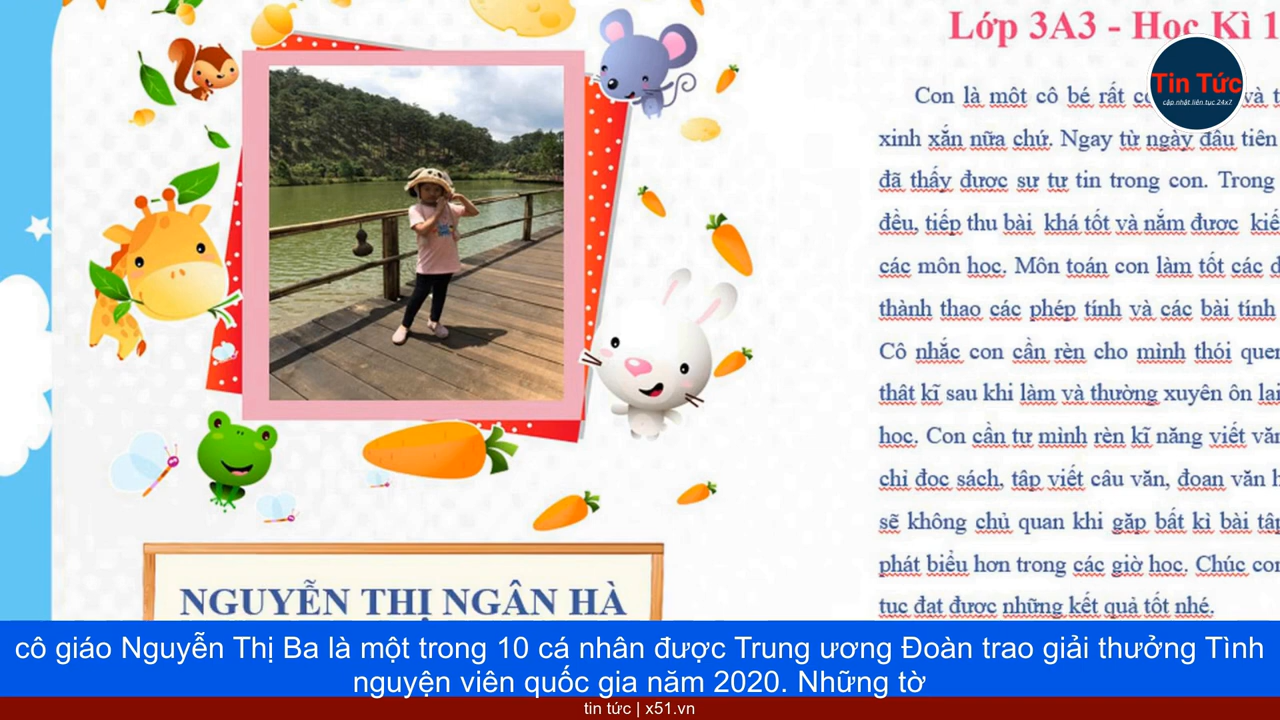 Lớp 3A3 - Học Kì 1
Tin Tức
cập nhật liên tục 24x7
Con là một cô bé rất và
xinh xắn nữa chứ. Ngay từ ngày đầu tiên
đã thấy được sự tự tin trong con. Trong
đều, tiếp thu bài khá tốt và nắm được kiế
các môn học. Môn toán con làm tốt các
thành thạo các phép tính và các bài tính
Cô nhắc con cần rèn cho mình thói quen
thật kĩ sau khi làm và thường xuyên ôn lại
học. Con cần tự mình rèn kĩ năng viết văn
chỉ đọc sách, tập viết câu văn, đoạn văn h
sẽ không chủ quan khi gặp bất kì bài tập
phát biểu hơn trong các giờ học. Chúc con
tục đạt được những kết quả tốt nhé.
NGUYỄN THỊ NGÂN HÀ
cô giáo Nguyễn Thị Ba là một trong 10 cá nhân được Trung ương Đoàn trao giải thưởng Tình
nguyện viên quốc gia năm 2020. Những tờ
tin tức | x51.vn